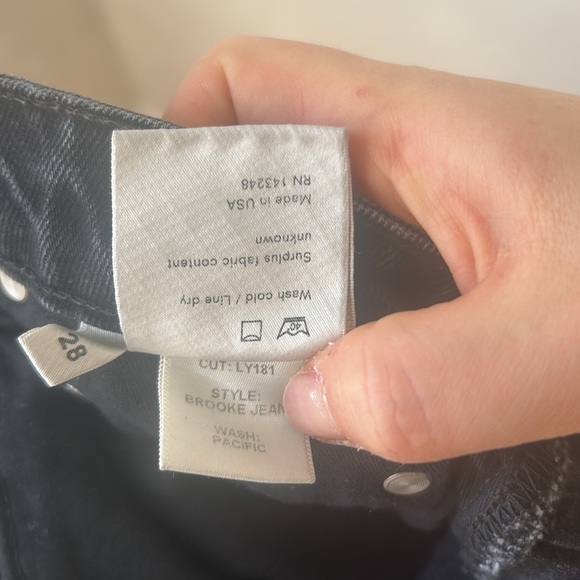 Wash cold / Line dry
Surplus fabric content
unknown
Made in USA
RN 143248
40°
28
CUT: LY181
STYLE:
BROOKE JEAN
WASH:
PACIFIC